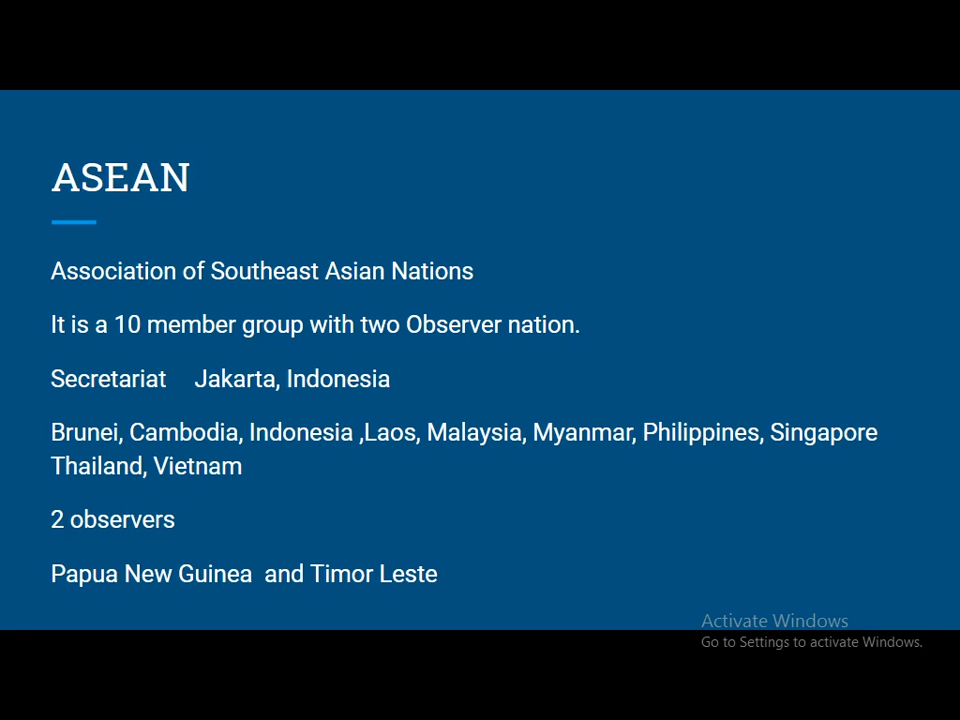 ASEAN
Association of Southeast Asian Nations
It is a 10 member group with two Observer nation.
Secretariat    Jakarta, Indonesia
Brunei, Cambodia, Indonesia ,Laos, Malaysia, Myanmar, Philippines, Singapore
Thailand, Vietnam
2 observers
Papua New Guinea  and Timor Leste
Activate Windows
Go to Settings to activate Windows.